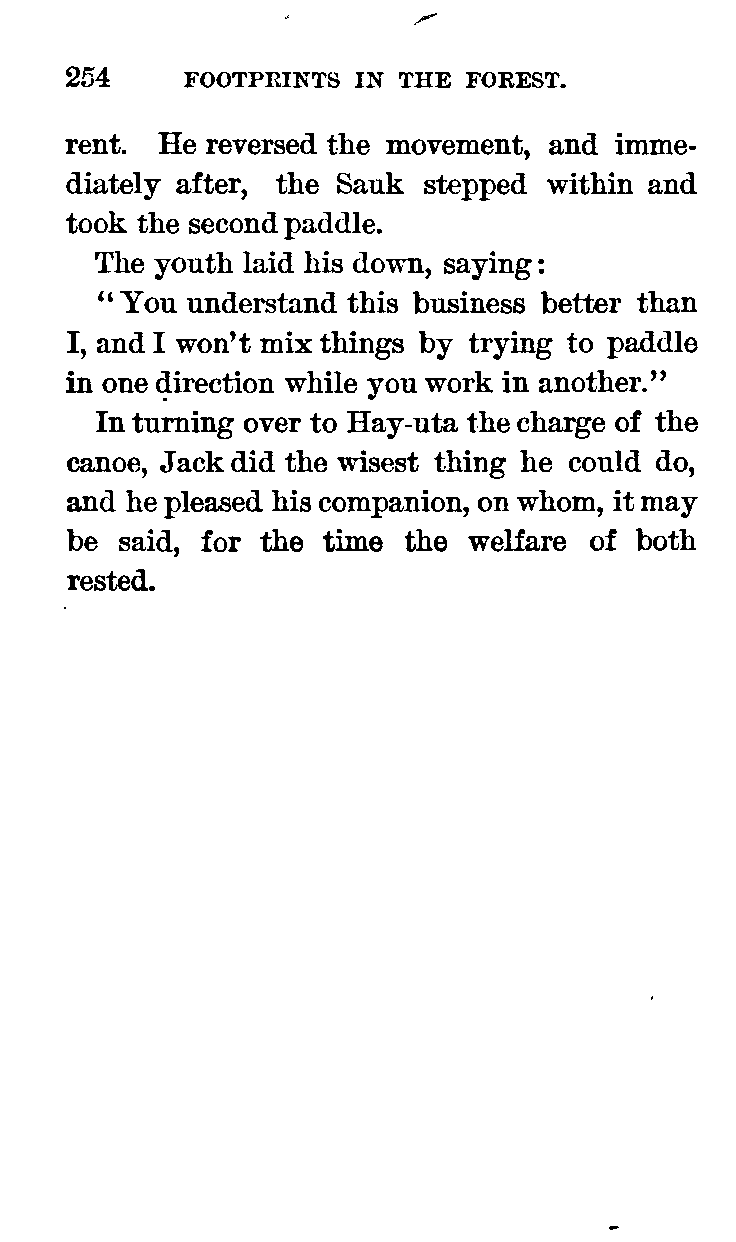 254 FOOTPRINTS IN THE FOREST.
rent. He reversed the movement, and imme-
diately after, the Sauk stepped within and
took the second paddle.
The youth laid his down, saying:
"You understand this business better than
I, and I won't mix things by trying to paddle
in one direction while you work in another."
In turning over to Hay-uta the charge of the
canoe, Jack did the wisest thing he could do,
and he pleased his companion, on whom, it may
be said, for the time the welfare of both
rested.